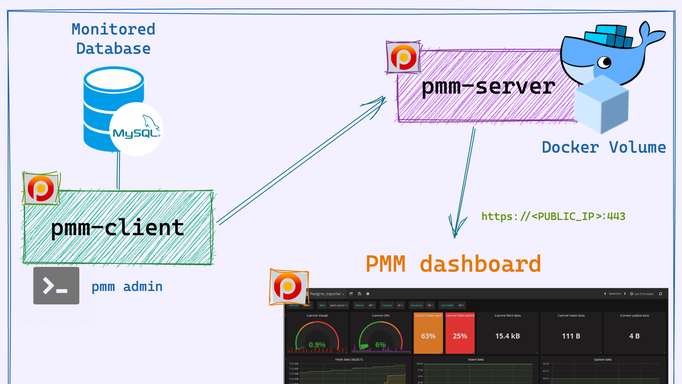 Monitored
Database
MySQL
pmm-client
pmm admin
pmm-server
Docker Volume
https://<PUBLIC_IP>:443
PMM dashboard
0.9%
6%
63%
25%
15.4 kB
111 B
4 B